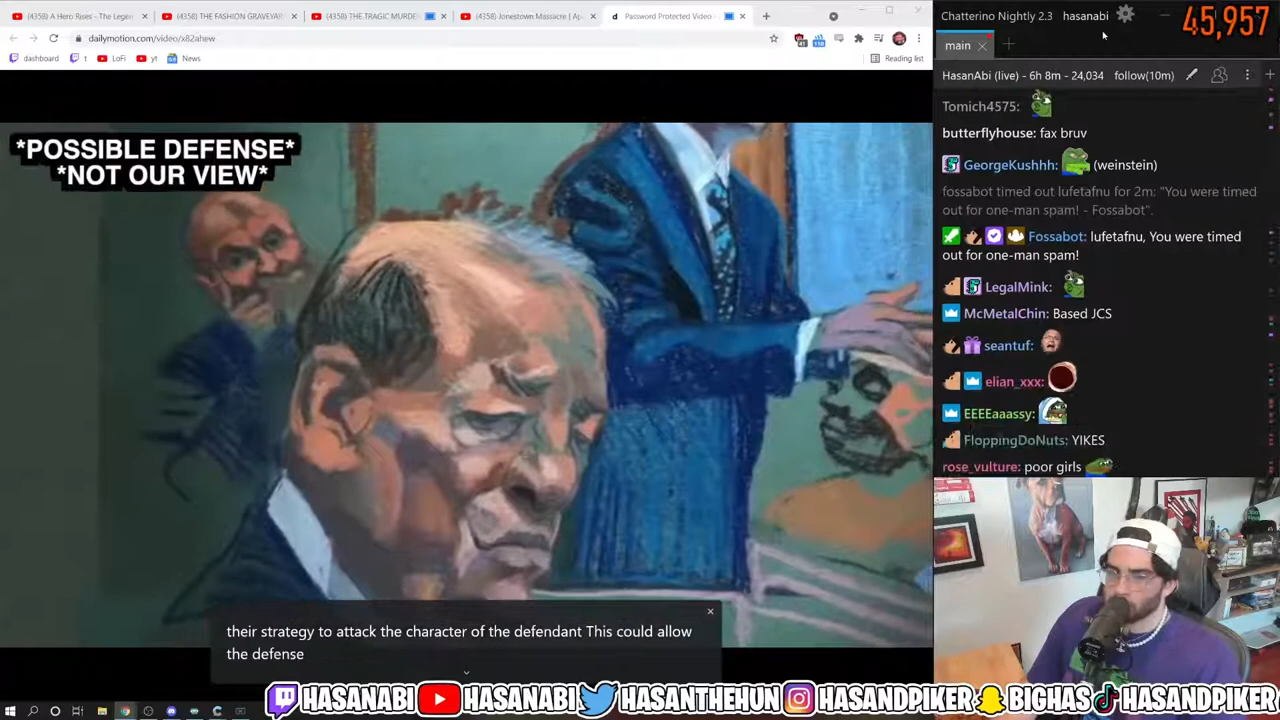 (4358) A Hero Rises - The Legen
(4358) THE FASHION GRAVEYA
(4358) THE TRAGIC MURDE
(4358) Jonestown Massacre | Ap
Password Protected Video -
dailymotion.com/video/x82ahew
dashboard
t
LoFi
yt
News
Reading list
*POSSIBLE DEFENSE*
*NOT OUR VIEW*
their strategy to attack the character of the defendant This could allow
the defense
Chatterino Nightly 2.3
hasanabi
45,957
main
HasanAbi (live) - 6h 8m - 24,034
follow(10m)
Tomich4575:
butterflyhouse: fax bruv
GeorgeKushhh: (weinstein)
fossabot timed out lufetafnu for 2m: "You were timed
out for one-man spam! - Fossabot".
Fossabot: lufetafnu, You were timed
out for one-man spam!
LegalMink:
McMetalChin: Based JCS
seantuf:
elian_xxx:
EEEEaaassy:
FloppingDoNuts: YIKES
rose_vulture: poor girls
HASANABI
HASANABI
HASANTHEHUN
HASANDPIKER
BIGHAS
HASANDPIKER